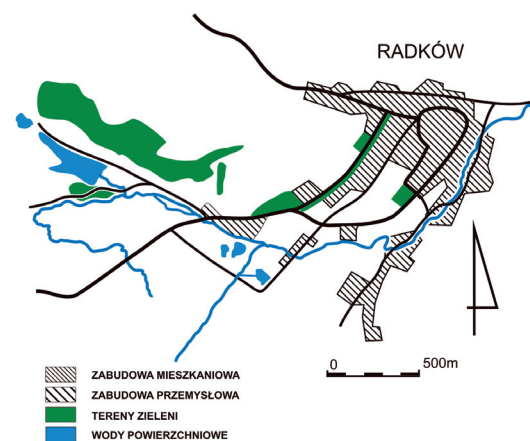 RADKÓW
0 500m
ZABUDOWA MIESZKANIOWA
ZABUDOWA PRZEMYSŁOWA
TERENY ZIELENI
WODY POWIERZCHNIOWE